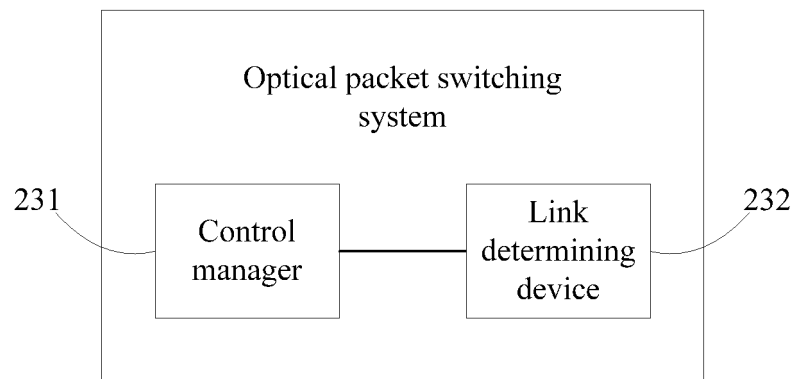 Optical packet switching
system
231
Control
manager
Link
determining
device
232